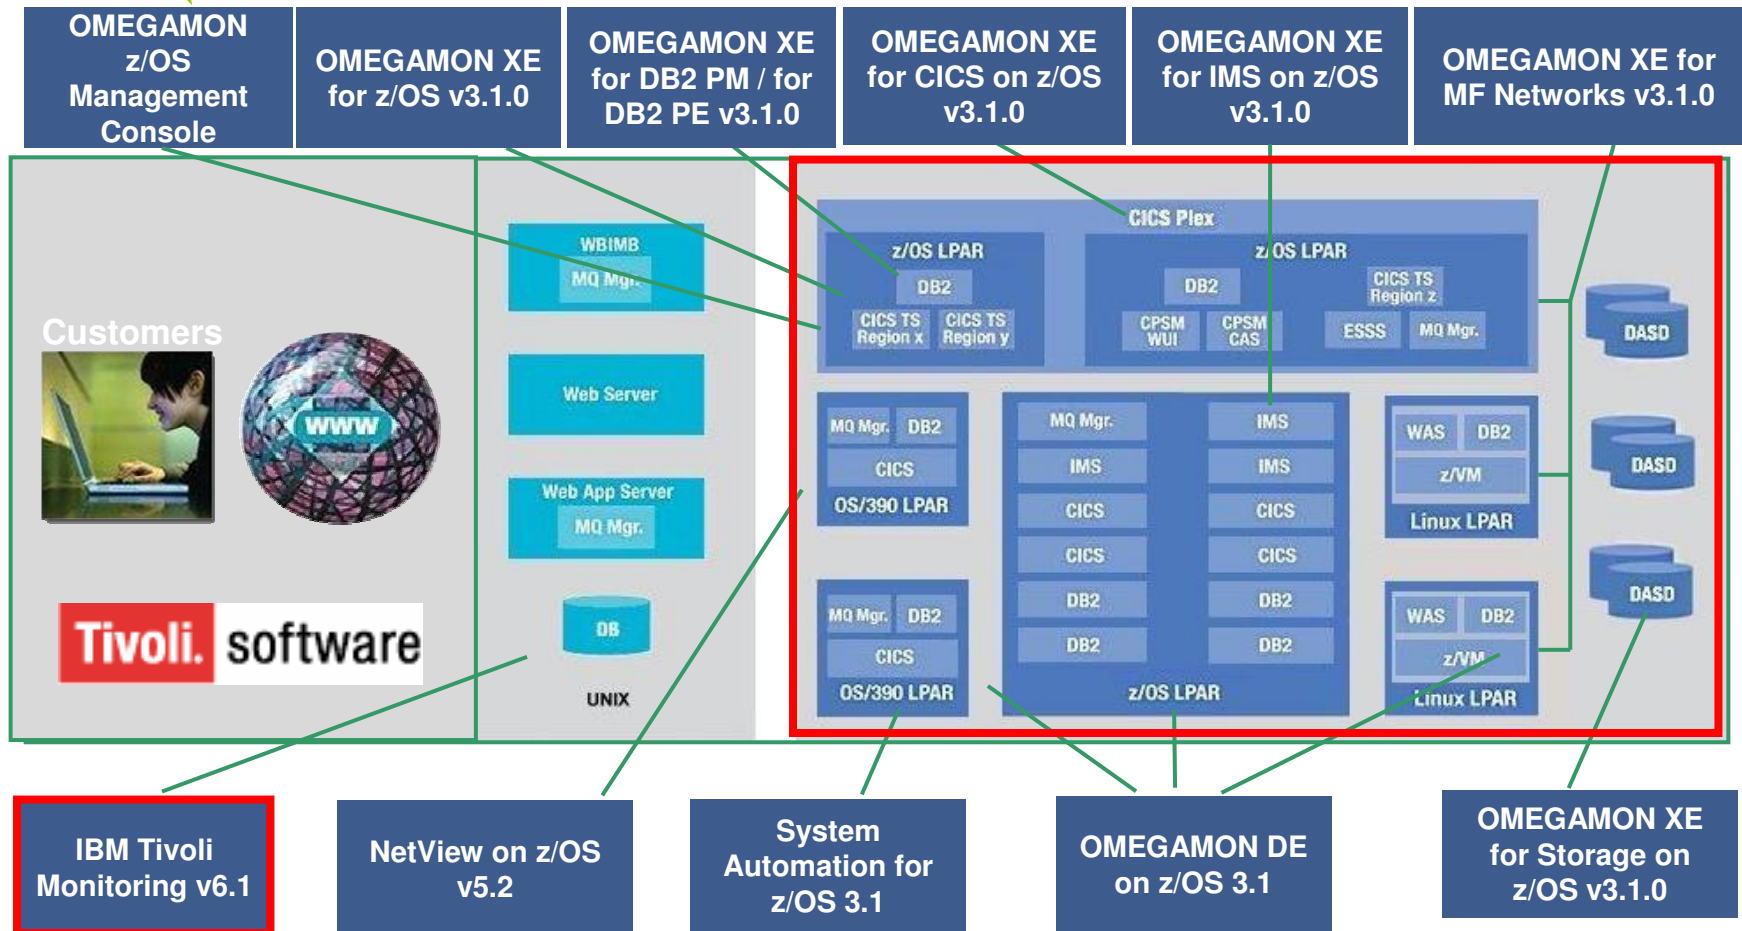 OMEGAMON
z/OS
Management
Console
OMEGAMON XE
for z/OS v3.1.0
OMEGAMON XE
for DB2 PM / for
DB2 PE v3.1.0
OMEGAMON XE
for CICS on z/OS
v3.1.0
OMEGAMON XE
for IMS on z/OS
v3.1.0
OMEGAMON XE for
MF Networks v3.1.0
Customers
WWW
Tivoli. software
WBIMB
MQ Mgr.
Web Server
Web App Server
MQ Mgr.
DB
UNIX
CICS Plex
z/OS LPAR
DB2
CICS TS
Region x
CICS TS
Region y
z/OS LPAR
DB2
CICS TS
Region z
CPSM
WUI
CPSM
CAS
ESSS
MQ Mgr.
MQ Mgr.
DB2
CICS
OS/390 LPAR
MQ Mgr.
DB2
CICS
OS/390 LPAR
MQ Mgr.
IMS
IMS
IMS
CICS
CICS
CICS
CICS
DB2
DB2
DB2
DB2
z/OS LPAR
WAS
DB2
z/VM
Linux LPAR
WAS
DB2
z/VM
Linux LPAR
DASD
DASD
DASD
IBM Tivoli
Monitoring v6.1
NetView on z/OS
v5.2
System
Automation for
z/OS 3.1
OMEGAMON DE
on z/OS 3.1
OMEGAMON XE
for Storage on
z/OS v3.1.0